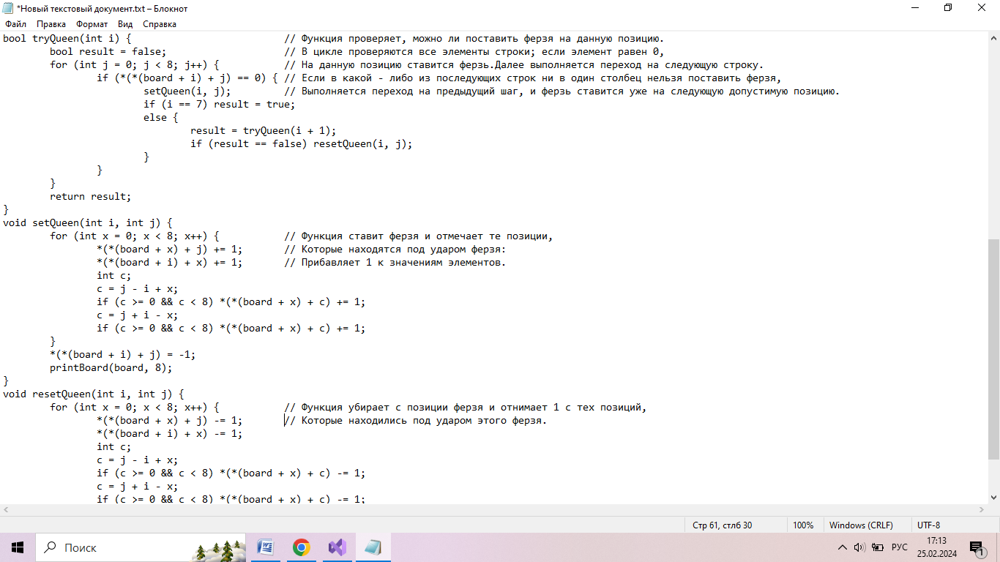 *Новый текстовый документ.txt – Блокнот
Файл Правка Формат Вид Справка
bool tryQueen(int i) { // Функция проверяет, можно ли поставить ферзя на данную позицию.
bool result = false; // В цикле проверяются все элементы строки; если элемент равен 0,
for (int j = 0; j < 8; j++) { // На данную позицию ставится ферзь.Далее выполняется переход на следующую строку.
if (*(*(board + i) + j) == 0) { // Если в какой - либо из последующих строк ни в один столбец нельзя поставить ферзя,
setQueen(i, j); // Выполняется переход на предыдущий шаг, и ферзь ставится уже на следующую допустимую позицию.
if (i == 7) result = true;
else {
result = tryQueen(i + 1);
if (result == false) resetQueen(i, j);
}
}
}
return result;
}
void setQueen(int i, int j) {
for (int x = 0; x < 8; x++) { // Функция ставит ферзя и отмечает те позиции,
*(*(board + x) + j) += 1; // Которые находятся под ударом ферзя:
*(*(board + i) + x) += 1; // Прибавляет 1 к значениям элементов.
int c;
c = j - i + x;
if (c >= 0 && c < 8) *(*(board + x) + c) += 1;
c = j + i - x;
if (c >= 0 && c < 8) *(*(board + x) + c) += 1;
}
*(*(board + i) + j) = -1;
printBoard(board, 8);
}
void resetQueen(int i, int j) {
for (int x = 0; x < 8; x++) { // Функция убирает с позиции ферзя и отнимает 1 с тех позиций,
*(*(board + x) + j) -= 1; // Которые находились под ударом этого ферзя.
*(*(board + i) + x) -= 1;
int c;
c = j - i + x;
if (c >= 0 && c < 8) *(*(board + x) + c) -= 1;
c = j + i - x;
if (c >= 0 && c < 8) *(*(board + x) + c) -= 1;
Стр 61, стлб 30 100% Windows (CRLF) UTF-8
Поиск
РУС
17:13
25.02.2024
1